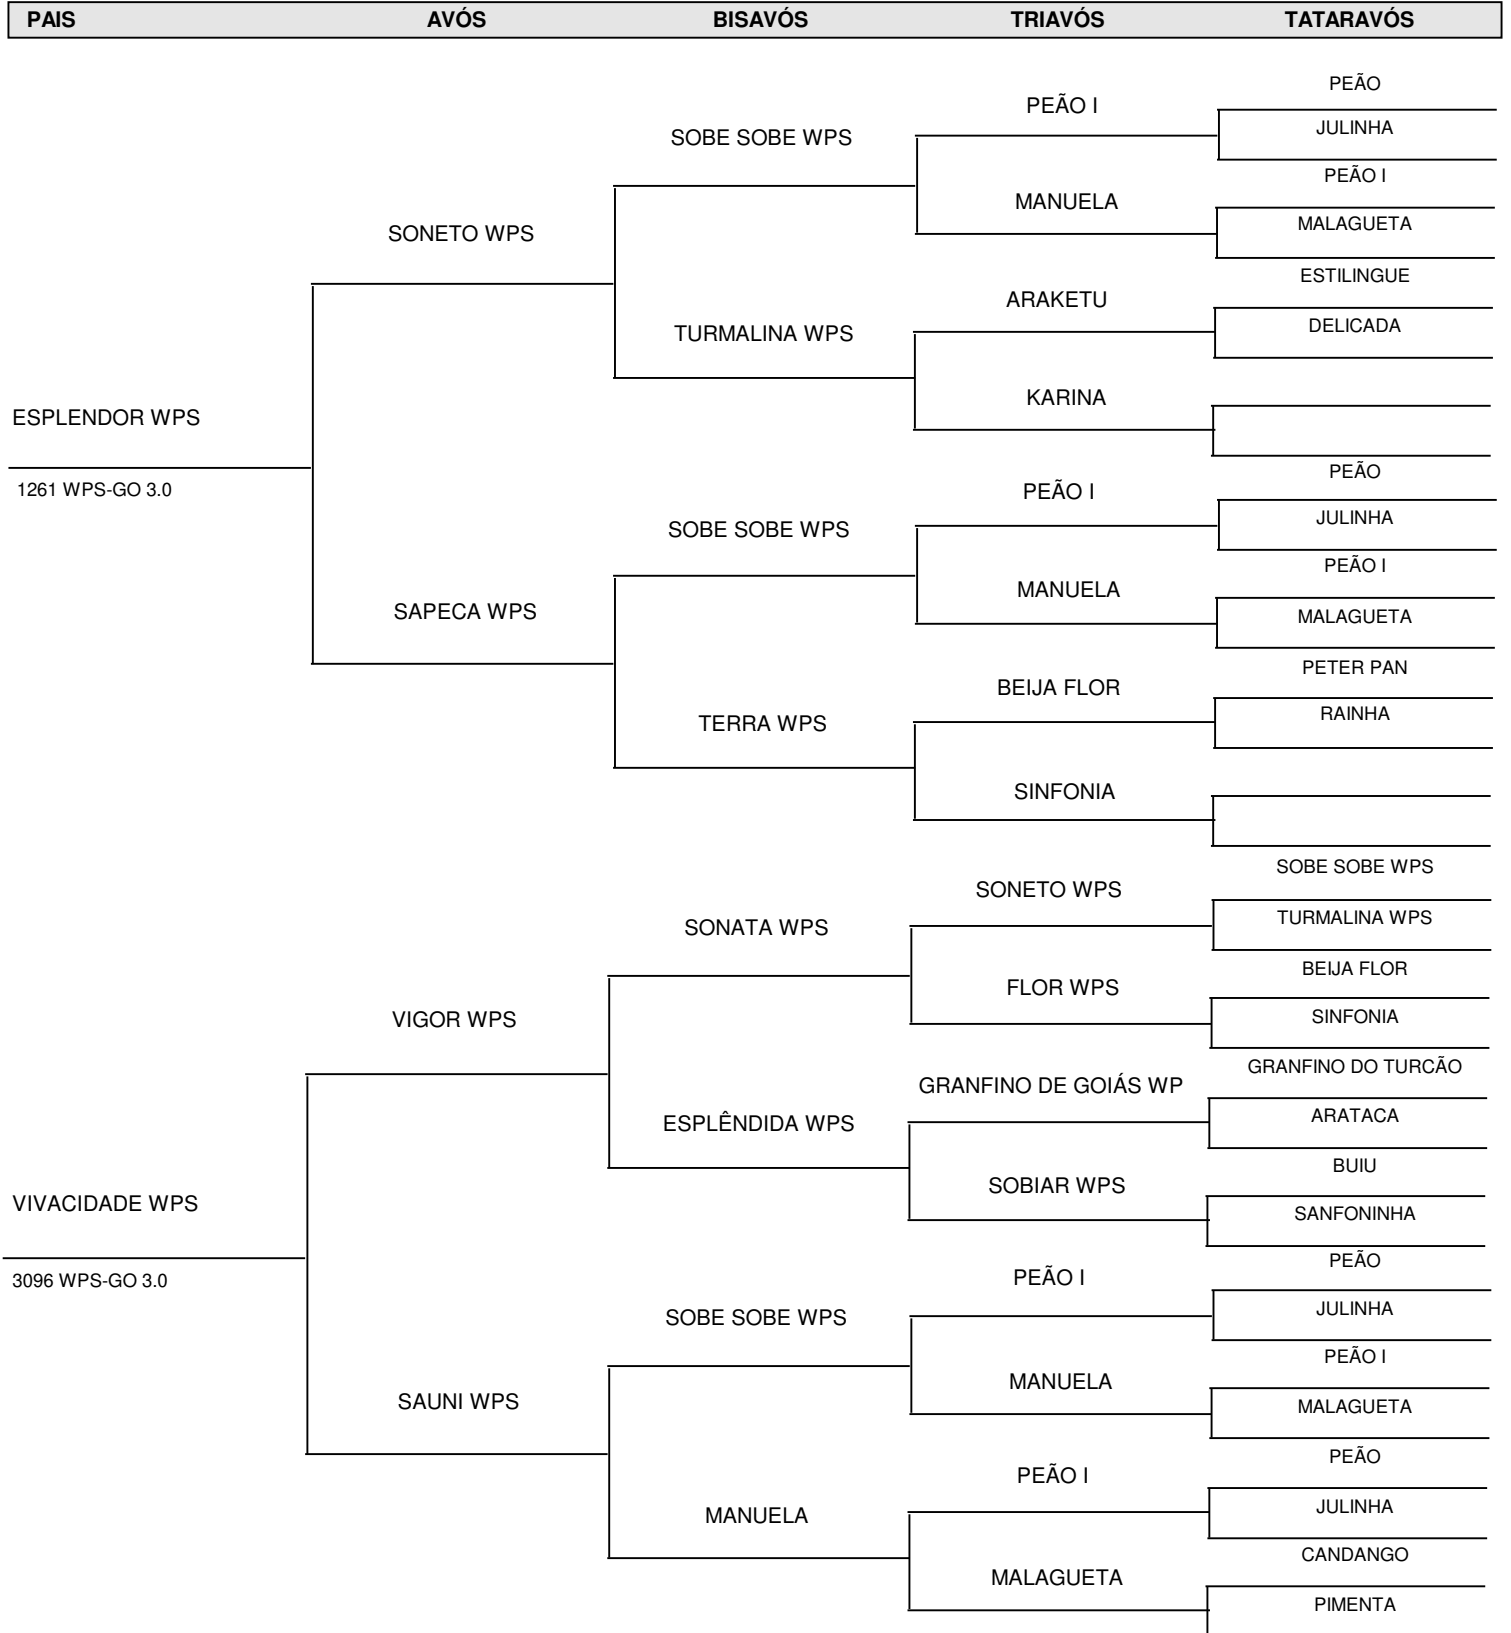 PAIS AVÓS BISAVÓS TRIAVÓS TATARAVÓS
PEÃO
PEÃO I
JULINHA
SOBE SOBE WPS
PEÃO I
MANUELA
MALAGUETA
SONETO WPS
ESTILINGUE
ARAKETU
DELICADA
TURMALINA WPS
KARINA
ESPLENDOR WPS
PEÃO
1261 WPS-GO 3.0
PEÃO I
JULINHA
SOBE SOBE WPS
PEÃO I
MANUELA
SAPECA WPS
MALAGUETA
PETER PAN
BEIJA FLOR
RAINHA
TERRA WPS
SINFONIA
SOBE SOBE WPS
SONETO WPS
TURMALINA WPS
SONATA WPS
BEIJA FLOR
FLOR WPS
VIGOR WPS
SINFONIA
GRANFINO DO TURCÃO
GRANFINO DE GOIÁS WP
ARATACA
ESPLÊNDIDA WPS
BUIU
SOBIAR WPS
VIVACIDADE WPS
SANFONINHA
PEÃO
3096 WPS-GO 3.0
PEÃO I
JULINHA
SOBE SOBE WPS
PEÃO I
MANUELA
SAUNI WPS
MALAGUETA
PEÃO
PEÃO I
JULINHA
MANUELA
CANDANGO
MALAGUETA
PIMENTA